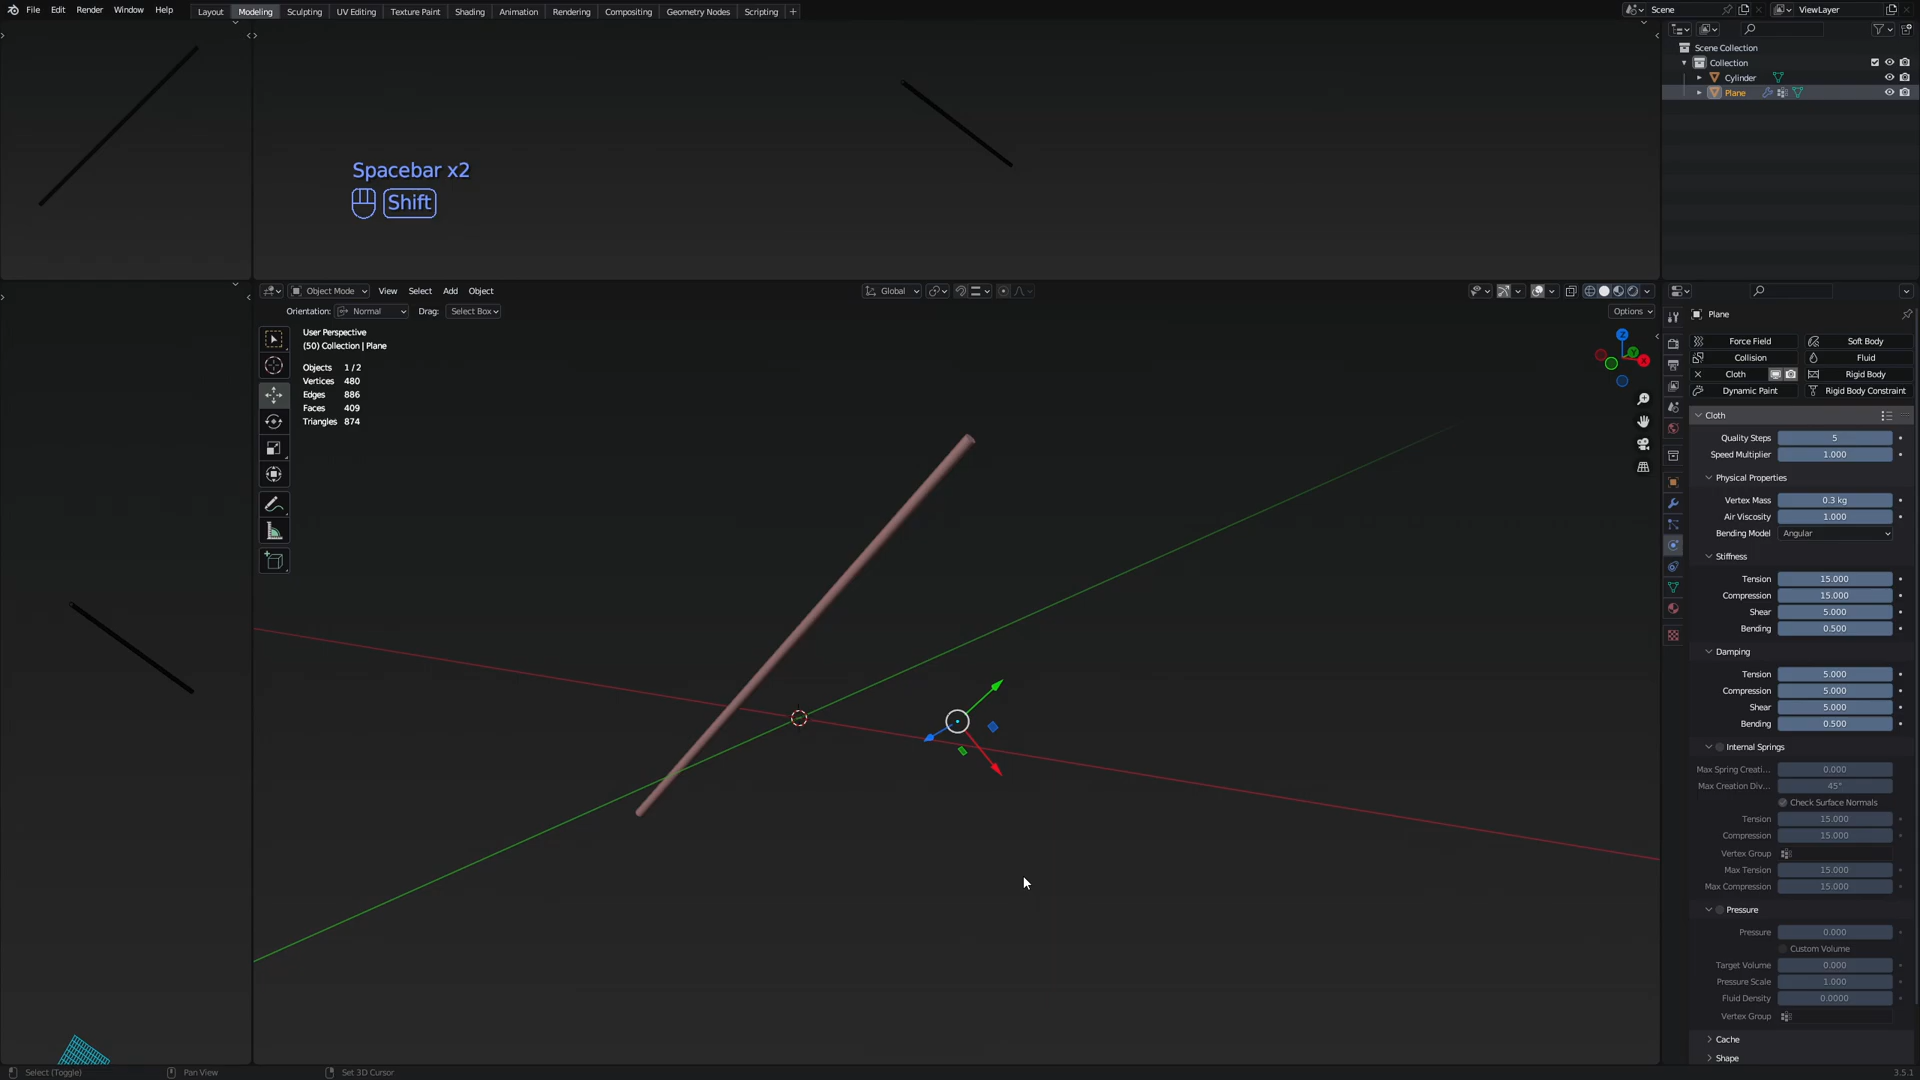 File Edit Render Window Help Layout Modeling Sculpting UV Editing Texture Paint Shading Animation Rendering Compositing Geometry Nodes Scripting + Scene ViewLayer
Scene Collection
Collection
Cylinder
Plane
Spacebar x2
Shift
Object Mode View Select Add Object Global
Orientation: Normal Drag: Select Box Options
User Perspective
(50) Collection | Plane
Objects 1 / 2
Vertices 480
Edges 886
Faces 409
Triangles 874
Z
Y
X
Plane
Force Field Soft Body
Collision Fluid
Cloth Rigid Body
Dynamic Paint Rigid Body Constraint
Cloth
Quality Steps 5
Speed Multiplier 1.000
Physical Properties
Vertex Mass 0.3 kg
Air Viscosity 1.000
Bending Model Angular
Stiffness
Tension 15.000
Compression 15.000
Shear 5.000
Bending 0.500
Damping
Tension 5.000
Compression 5.000
Shear 5.000
Bending 0.500
Internal Springs
Max Spring Creati... 0.000
Max Creation Div... 45°
Check Surface Normals
Tension 15.000
Compression 15.000
Vertex Group
Max Tension 15.000
Max Compression 15.000
Pressure
Pressure 0.000
Custom Volume
Target Volume 0.000
Pressure Scale 1.000
Fluid Density 0.0000
Vertex Group
Cache
Shape
Select (Toggle) Pan View Set 3D Cursor 3.5.1